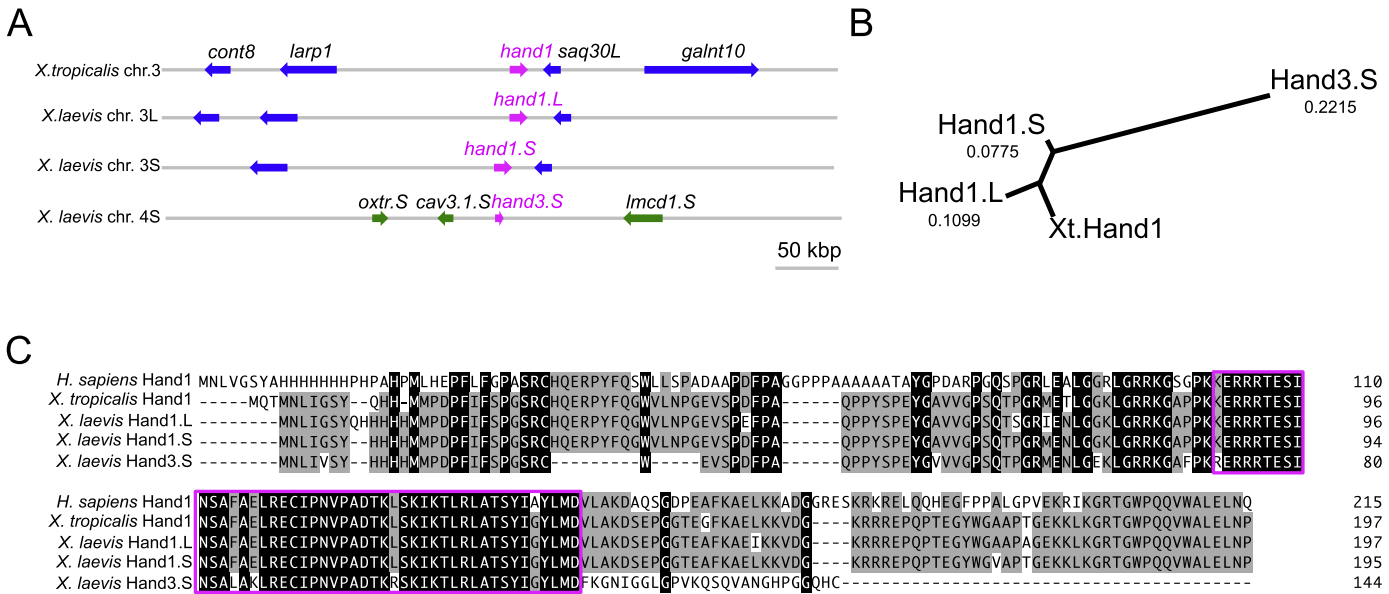 A
B
cont8 larp1 hand1 saq30L galnt10
X.tropicalis chr.3
hand1.L
X.laevis chr. 3L
hand1.S
X. laevis chr. 3S
oxtr.S cav3.1.S hand3.S lmcd1.S
X. laevis chr. 4S
50 kbp
Hand3.S
0.2215
Hand1.S
0.0775
Hand1.L
0.1099
Xt.Hand1
C
H. sapiens Hand1 MNLVGSYAHHHHHHHPHPAHPMLHEPFLFGPASRCHQERPYFQSWLLSPADAAPDFPAGGPPPAAAAAATAYGPDARPGQSPGRLEALGGRLGRRKGSGPKKERRRTESI 110
X. tropicalis Hand1 -----MQTMNLIGSY--QHH-MMPDPFIFSPGSRCHQERPYFQGWVLNPGEVSPDFPA------QPPYSPEYGAVVGPSQTPGRMETLGGKLGRRKGAPPKKERRRTESI 96
X. laevis Hand1.L --------MNLIGSYQHHHHHMMPDPFIFSPGSRCHQERPYFQGWVLNPGEVSPEFPA------QPPYSPEYGAVVGPSQTSGRIENLGGKLGRRKGAPPKKERRRTESI 96
X. laevis Hand1.S --------MNLIGSY--HHHHMMPDPFIFSPGSRCHQERPYFQGWVLNPGEVSPDFPA------QPPYSPEYGAVVGPSQTPGRMENLGGKLGRRKGAPPKKERRRTESI 94
X. laevis Hand3.S --------MNLIVSY--HHHHMMPDPFIFSPGSRC---------W-----EVSPDFPA------QPPYSPEYGVVVGPSQTPGRMENLGEKLGRRKGAFPKRERRRTESI 80
H. sapiens Hand1 NSAFAELRECIPNVPADTKLSKIKTLRLATSYIAYLMDVLAKDAQSGDPEAFKAELKKADGGRESKRKRELQQHEGFPPALGPVEKRIKGRTGWPQQVWALELNQ 215
X. tropicalis Hand1 NSAFAELRECIPNVPADTKLSKIKTLRLATSYIGYLMDVLAKDSEPGGTEGFKAELKKVDG----KRRREPQPTEGYWGAAPTGEKKLKGRTGWPQQVWALELNP 197
X. laevis Hand1.L NSAFAELRECIPNVPADTKLSKIKTLRLATSYIGYLMDVLAKDSEPGGTEAFKAEIKKVDG----KRRREPQPTEGYWGAAPAGEKKLKGRTGWPQQVWALELNP 197
X. laevis Hand1.S NSAFAELRECIPNVPADTKLSKIKTLRLATSYIGYLMDVLAKDSEPGGTEAFKAELKKVDG----KRRREPQPTEGYWGVAPTGEKKLKGRTGWPQQVWALELNP 195
X. laevis Hand3.S NSALAKLRECIPNVPADTKRSKIKTLRLATSYIGYLMDFKGNIGGLGPVKQSQVANGHPGGQHC----------------------------------------- 144